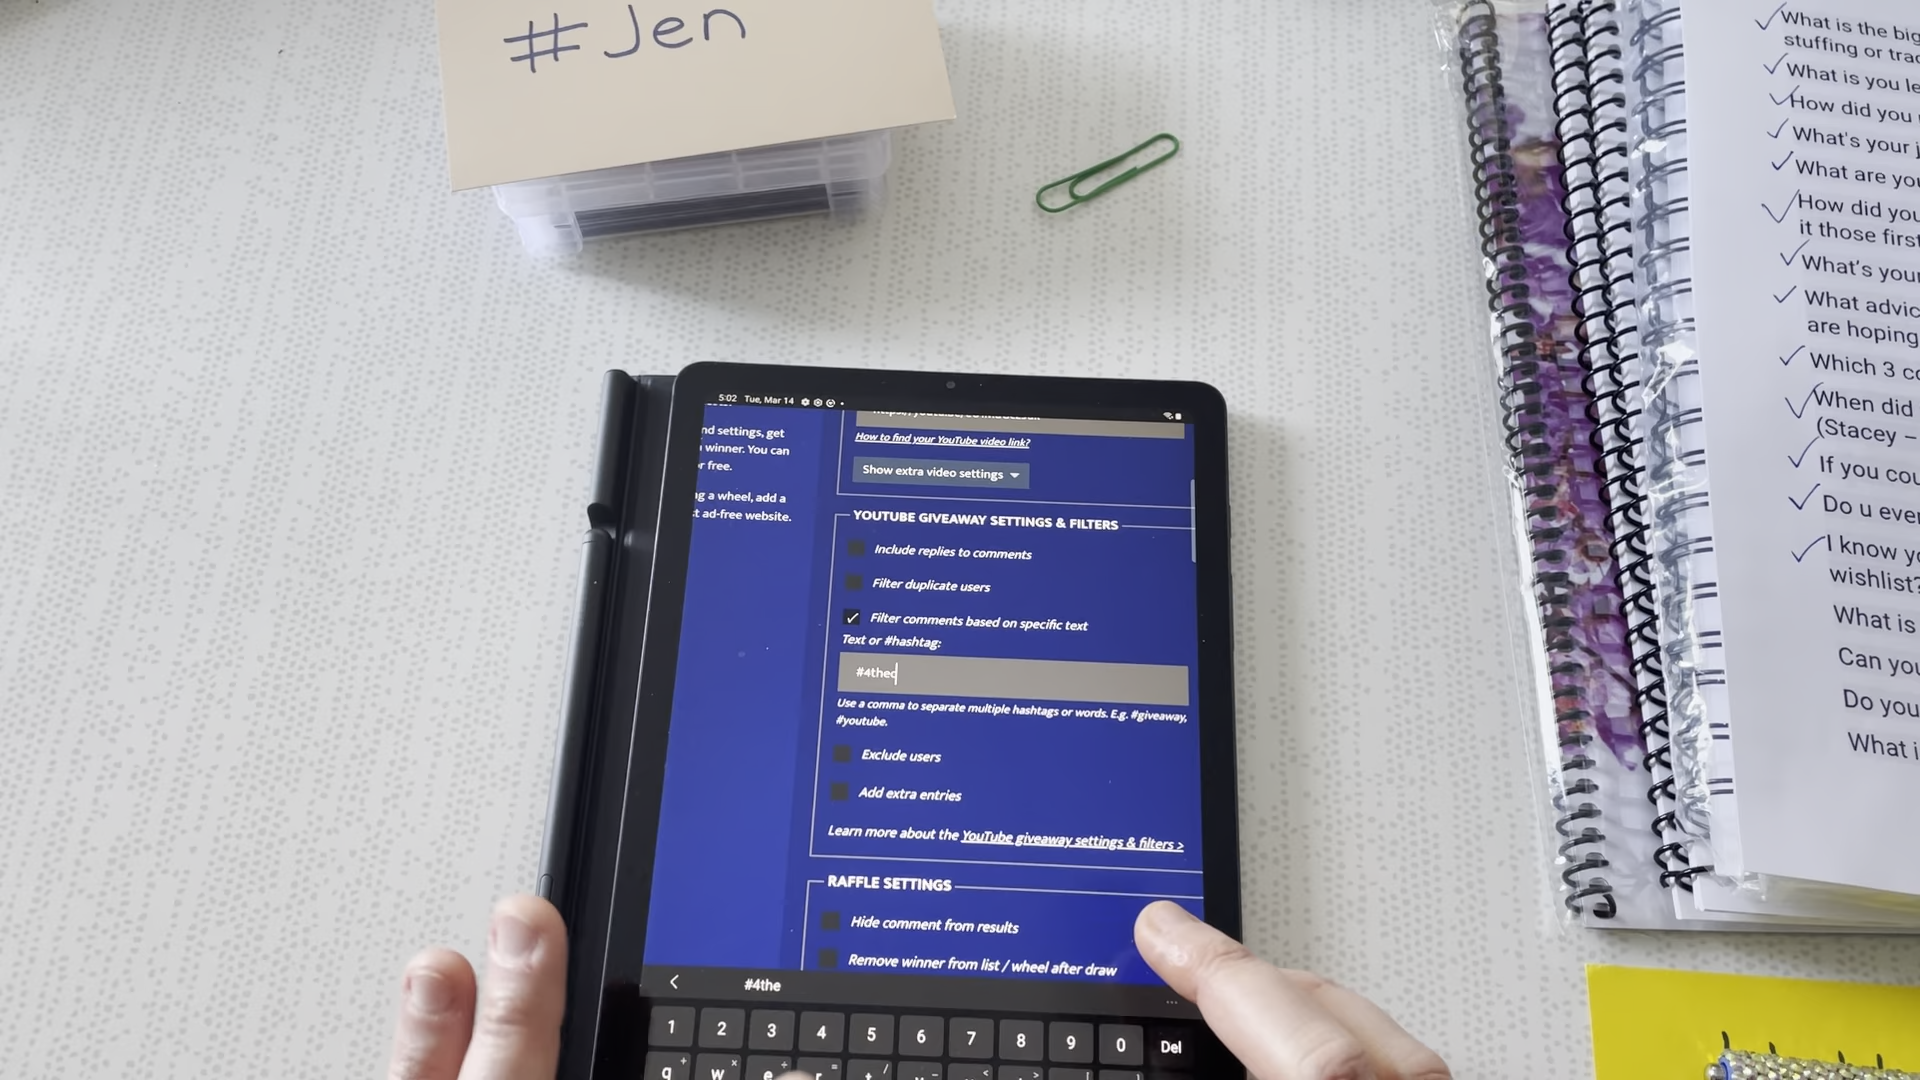 #Jen
5:02 Tue, Mar 14
nd settings, get
winner. You can
r free.
g a wheel, add a
t ad-free website.
How to find your YouTube video link?
Show extra video settings
YOUTUBE GIVEAWAY SETTINGS & FILTERS
Include replies to comments
Filter duplicate users
Filter comments based on specific text
Text or #hashtag:
#4thec
Use a comma to separate multiple hashtags or words. E.g. #giveaway,
#youtube.
Exclude users
Add extra entries
Learn more about the YouTube giveaway settings & filters >
RAFFLE SETTINGS
Hide comment from results
Remove winner from list / wheel after draw
#4the
1 2 3 4 5 6 7 8 9 0 Del
q w e r t
What is the big
stuffing or trac
What is you le
How did you
What's your j
What are you
How did you
it those first
What's your
What advic
are hoping
Which 3 co
When did
(Stacey –
If you cou
Do u ever
I know yo
wishlist?
What is
Can you
Do you
What i